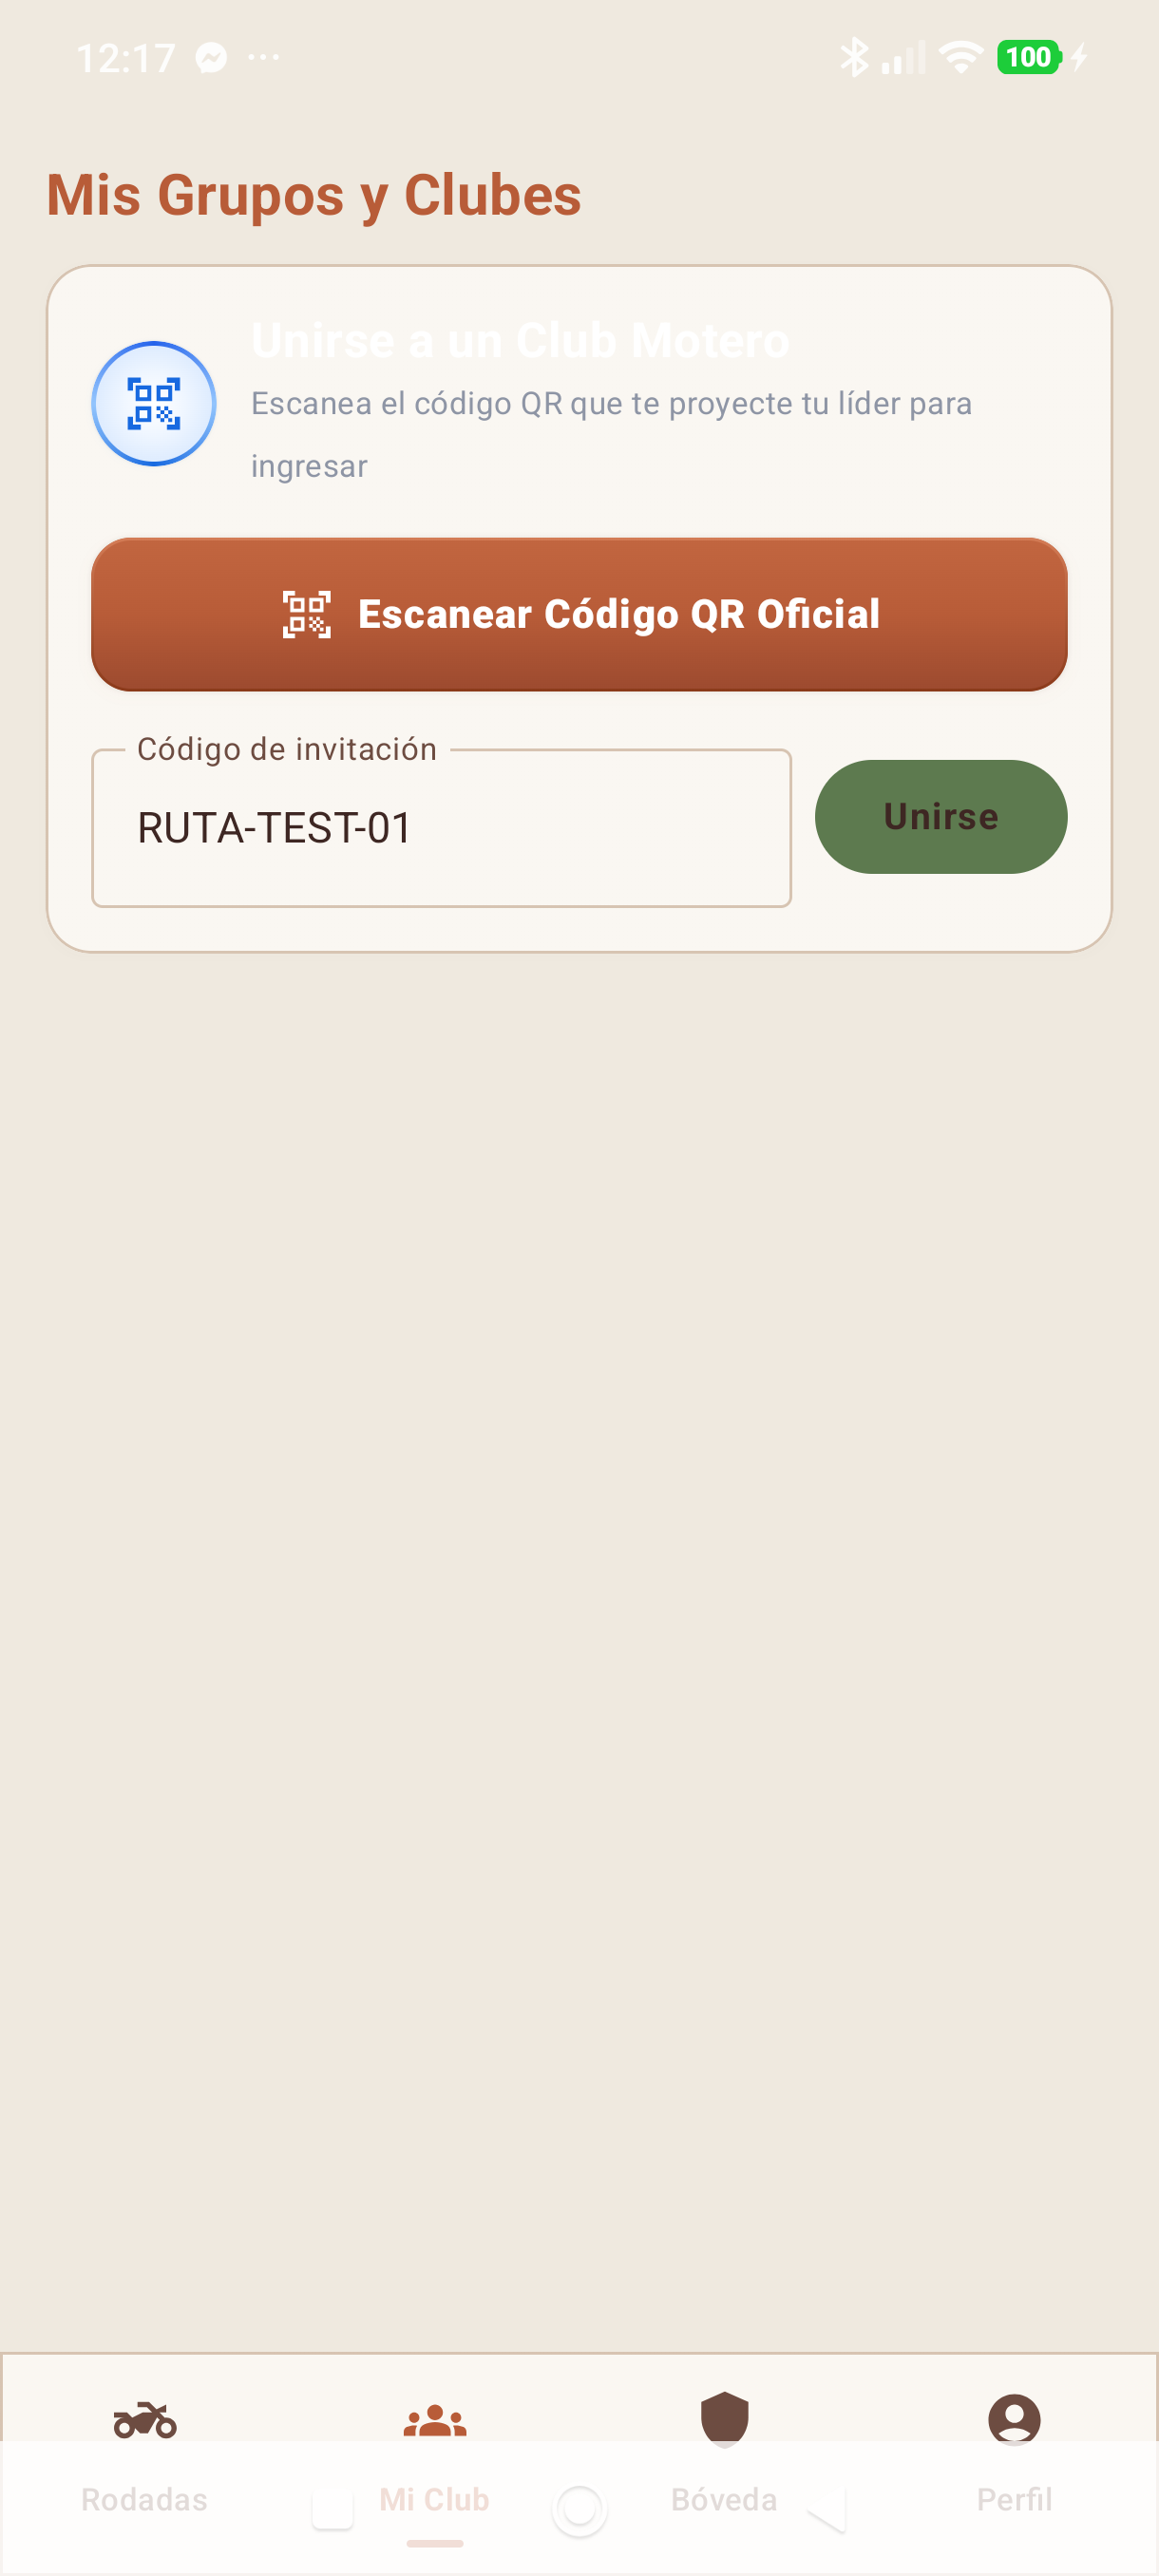 12:17
100
Mis Grupos y Clubes
Unirse a un Club Motero
Escanea el código QR que te proyecte tu líder para
ingresar
Escanear Código QR Oficial
Código de invitación
RUTA-TEST-01
Unirse
Rodadas
Mi Club
Bóveda
Perfil